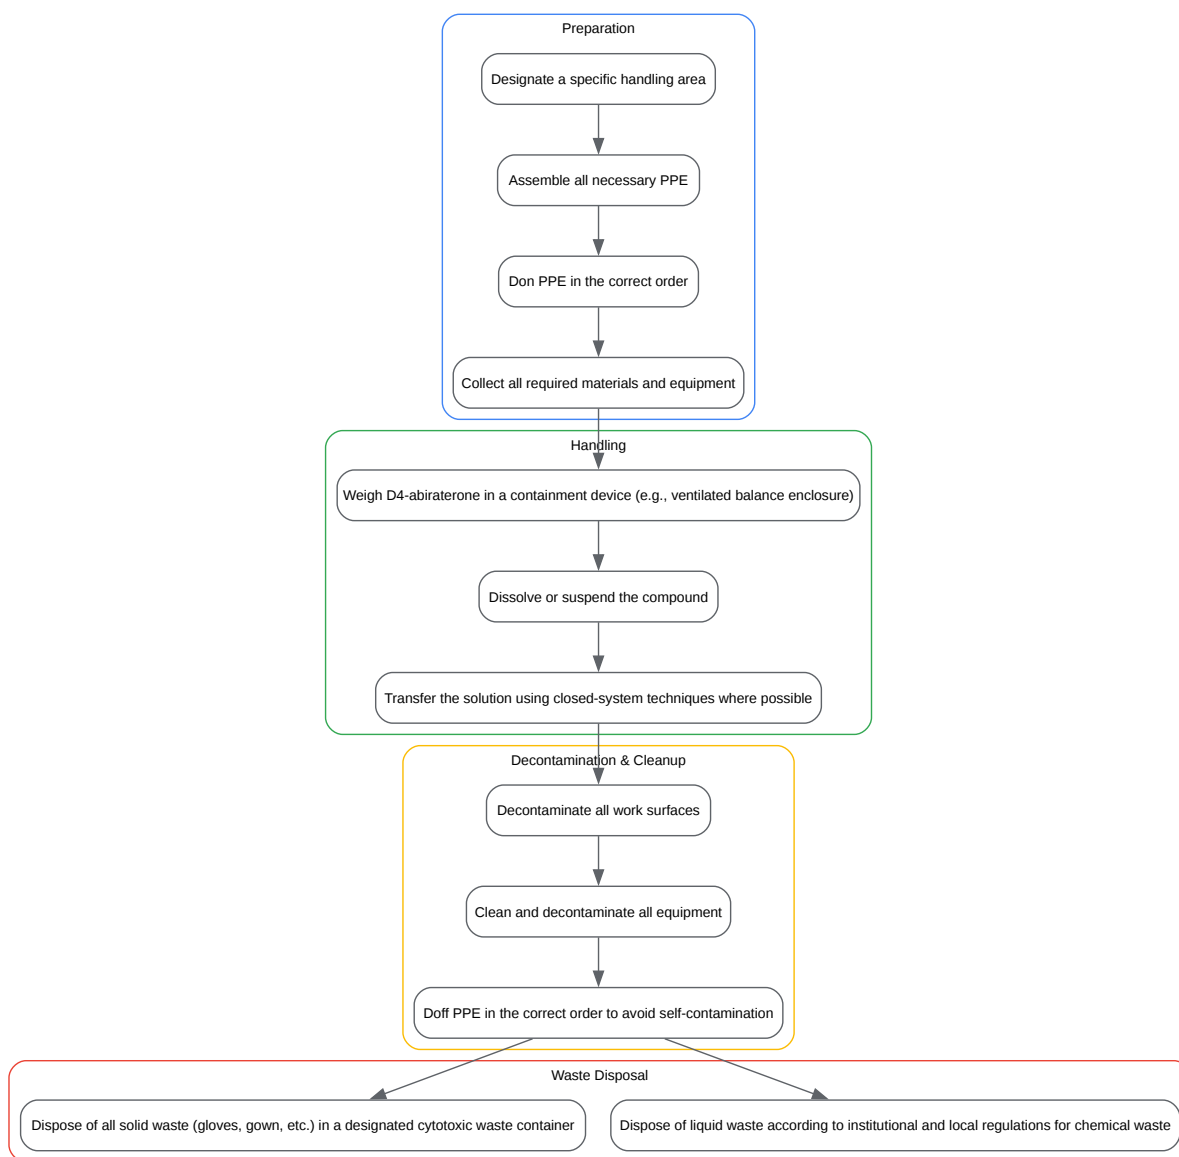 Preparation
Designate a specific handling area
Assemble all necessary PPE
Don PPE in the correct order
Collect all required materials and equipment
Handling
Weigh D4-abiraterone in a containment device (e.g., ventilated balance enclosure)
Dissolve or suspend the compound
Transfer the solution using closed-system techniques where possible
Decontamination & Cleanup
Decontaminate all work surfaces
Clean and decontaminate all equipment
Doff PPE in the correct order to avoid self-contamination
Waste Disposal
Dispose of all solid waste (gloves, gown, etc.) in a designated cytotoxic waste container
Dispose of liquid waste according to institutional and local regulations for chemical waste